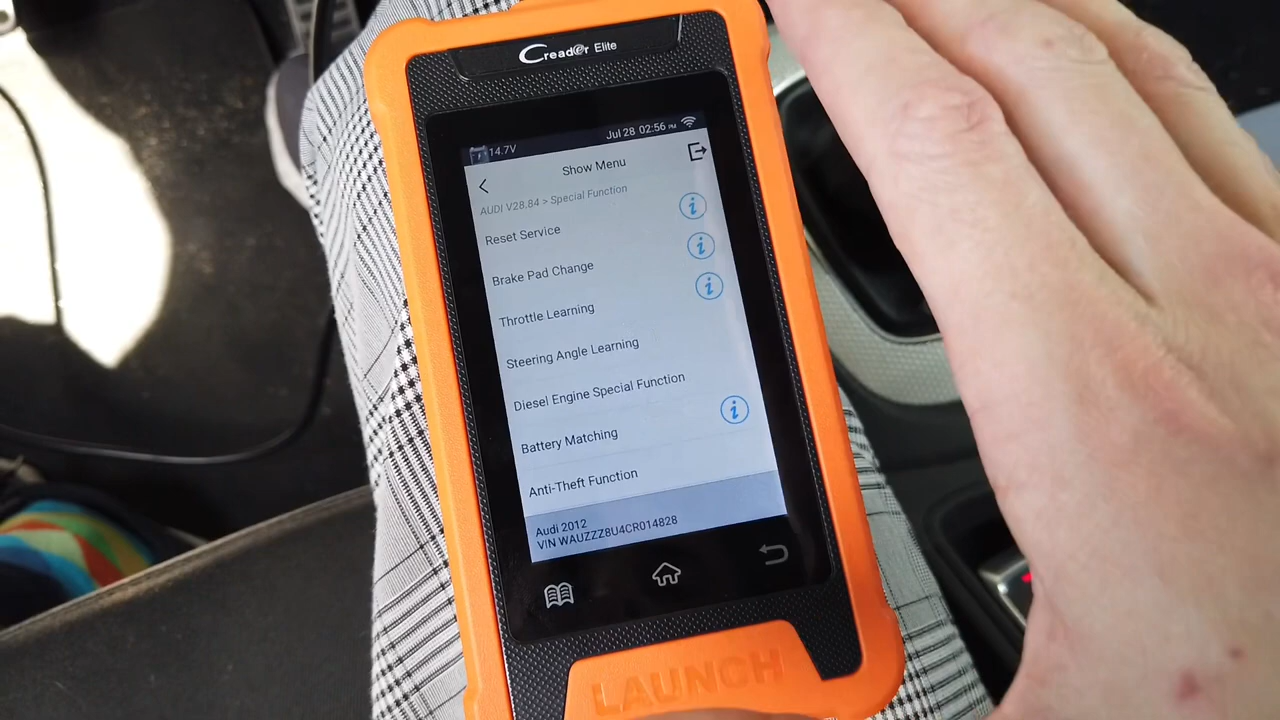 Creader Elite
14.7V Jul 28 02:56 PM
Show Menu
AUDI V28.84 > Special Function
Reset Service
Brake Pad Change
Throttle Learning
Steering Angle Learning
Diesel Engine Special Function
Battery Matching
Anti-Theft Function
Audi 2012
VIN WAUZZZ8U4CR014828
LAUNCH